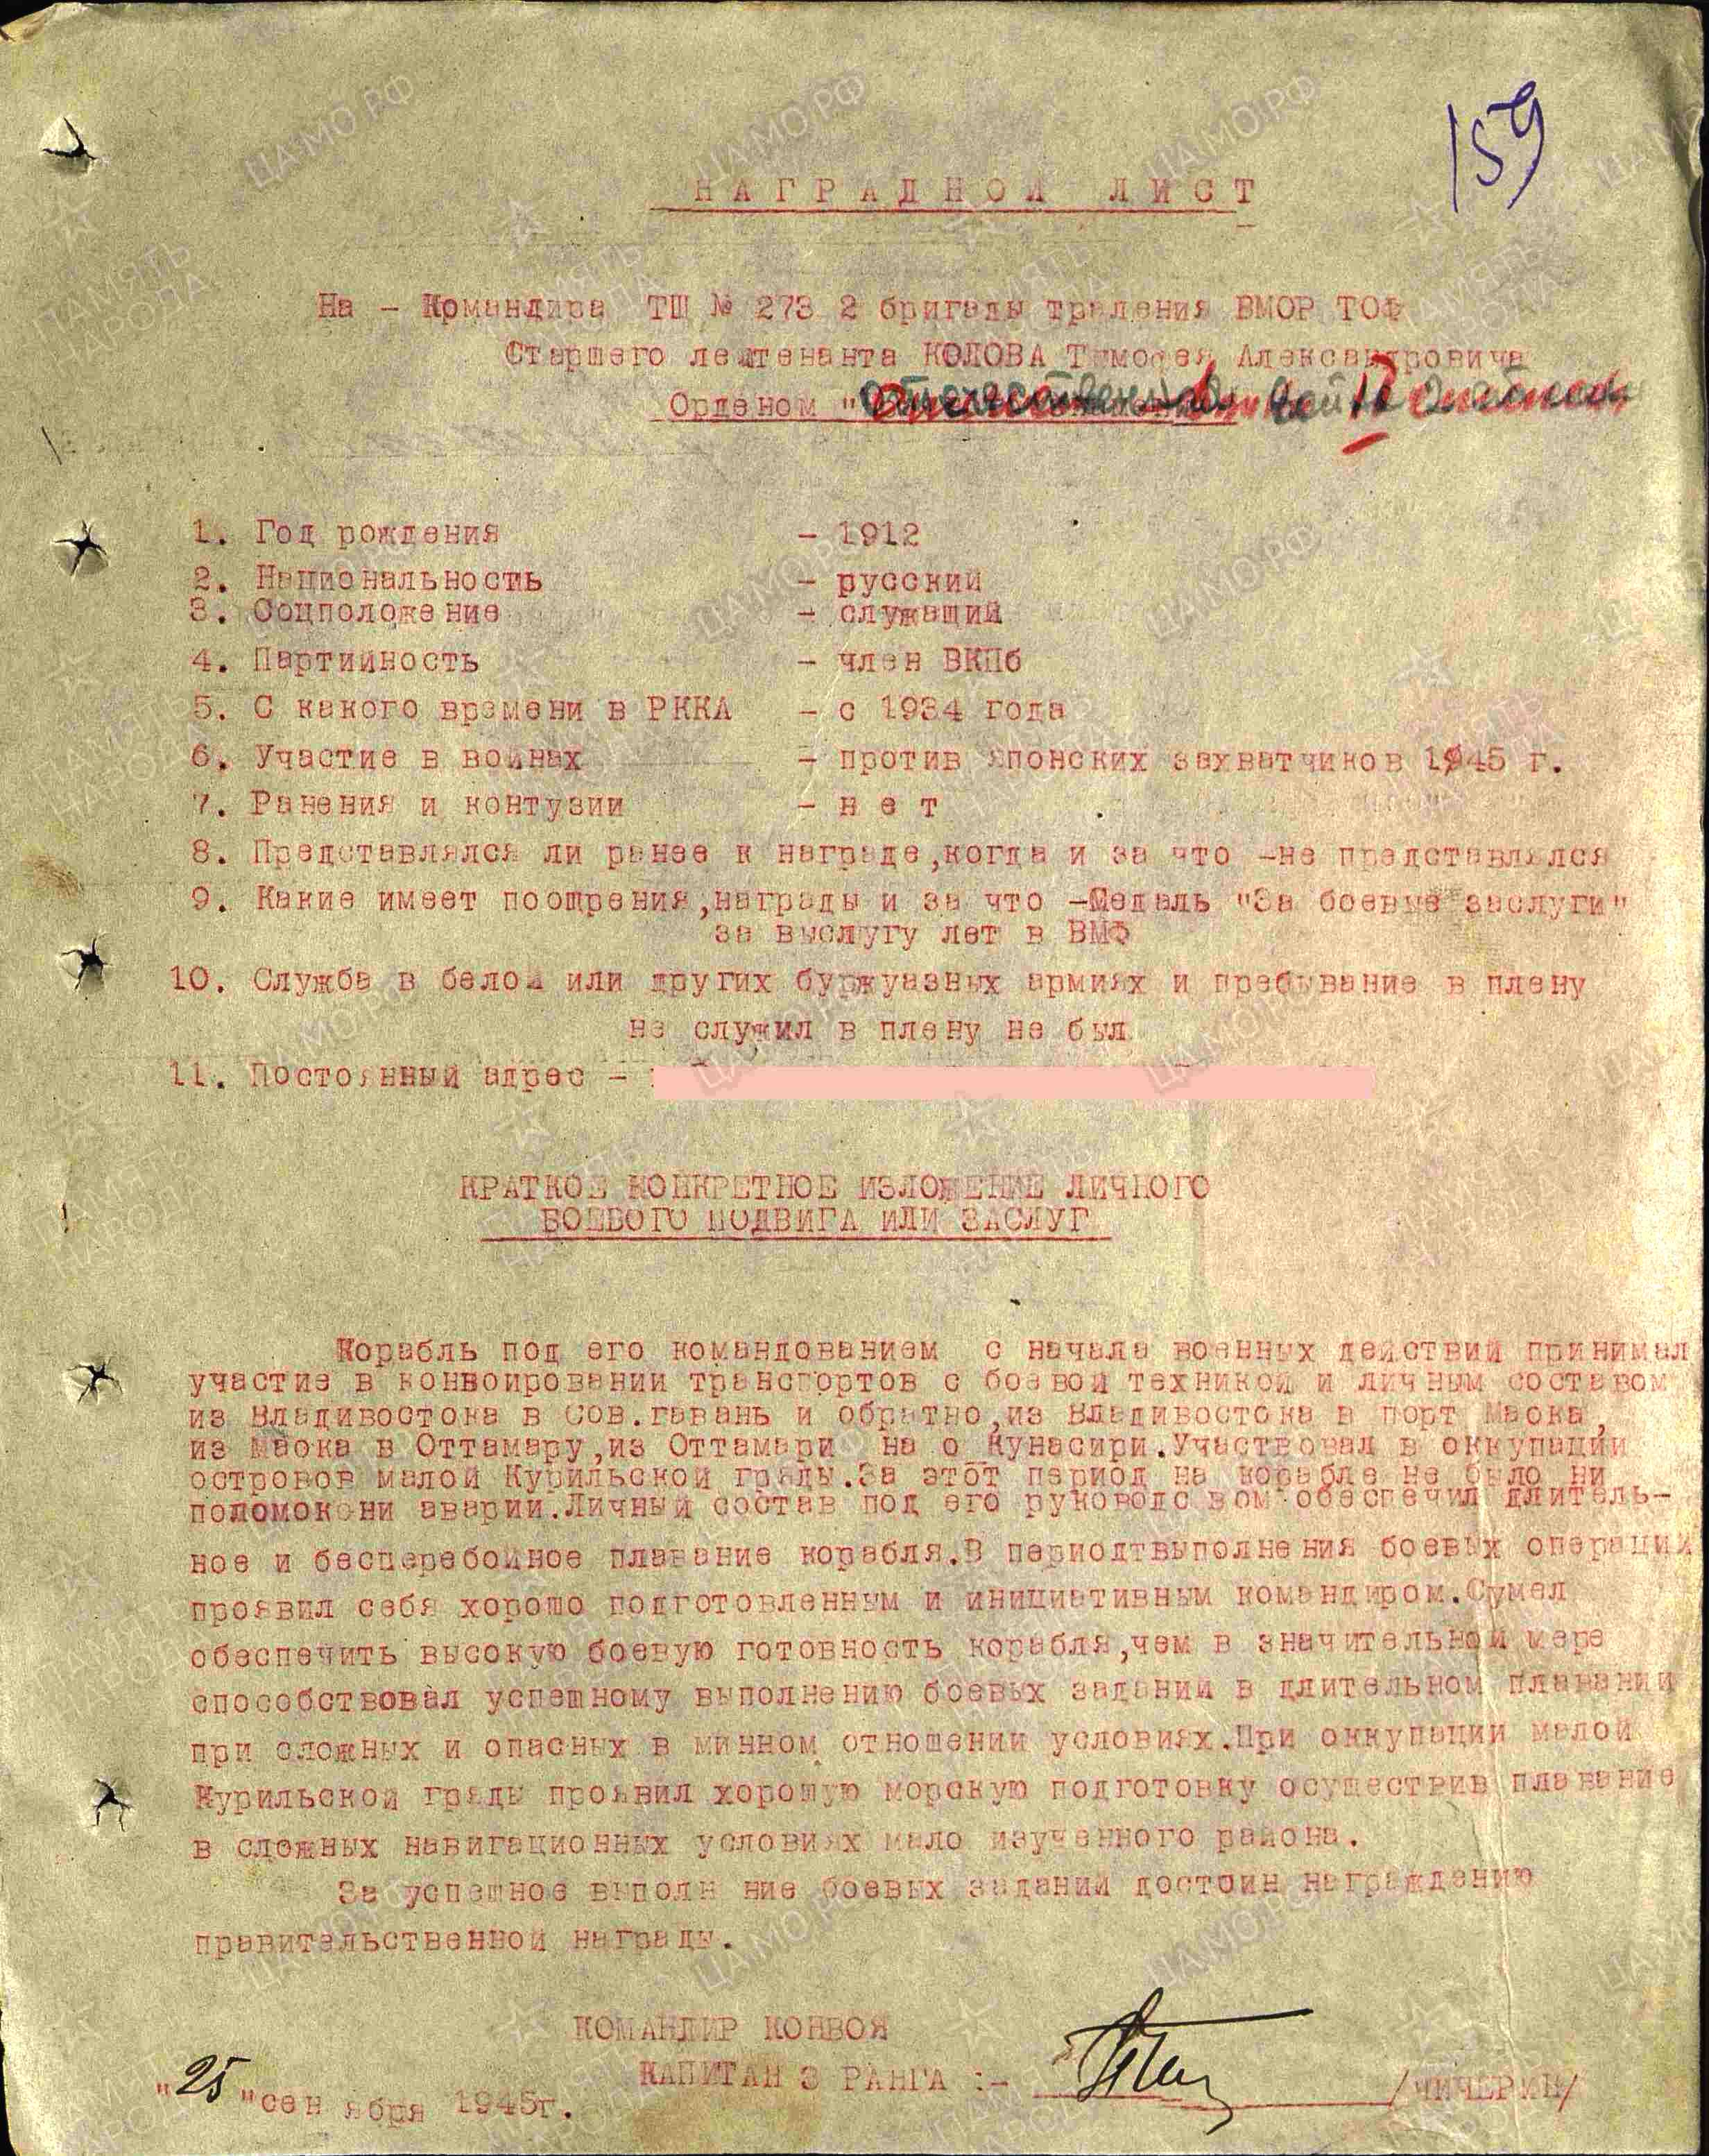 159
НАГРАДНОЙ ЛИСТ
На - Командира ТЩ № 273 2 бригады траления ВМОР ТОФ
Старшего лейтенанта КОЛОВА Тимофея Александровича
Орденом "Отечественной войны II степени
1. Год рождения - 1912
2. Национальность - русский
3. Соцположение - служащий
4. Партийность - член ВКПб
5. С какого времени в РККА - с 1934 года
6. Участие в войнах - против японских захватчиков 1945 г.
7. Ранения и контузии - н е т
8. Представлялся ли ранее к награде,когда и за что -не представлялся
9. Какие имеет поощрения,награды и за что -Медаль "За боевые заслуги"
за выслугу лет в ВМФ
10. Служба в белой или других буржуазных армиях и пребывание в плену
не служил в плену не был
11. Постоянный адрес -
КРАТКОЕ КОНКРЕТНОЕ ИЗЛОЖЕНИЕ ЛИЧНОГО
БОЕВОГО ПОДВИГА ИЛИ ЗАСЛУГ
Корабль под его командованием с начала военных действий принимал
участие в конвоировании транспортов с боевой техникой и личным составом
из Владивостока в Сов.гавань и обратно,из Владивостока в порт Маока,
из Маока в Оттамару,из Оттамари на о Кунасири.Участвовал в оккупации
островов малой Курильской гряды.За этот период на корабле не было ни
поломок ни аварии.Личный состав под его руководс вом обеспечил длитель-
ное и бесперебойное плавание корабля.В периодтвыполнения боевых операций
проявил себя хорошо подготовленным и инициативным командиром.Сумел
обеспечить высокую боевую готовность корабля,чем в значительной мере
способствовал успешному выполнению боевых заданий в длительном плавании
при сложных и опасных в минном отношении условиях.При оккупации малой
Курильской гряды проявил хорошую морскую подготовку осуществив плавание
в сложных навигационных условиях мало изученного района.
За успешное выполн ние боевых заданий достоин награждению
правительственной награды.
КОМАНДИР КОНВОЯ
КАПИТАН 3 РАНГА :- /ЧИЧЕРИН/
"25" сен ября 1945г.